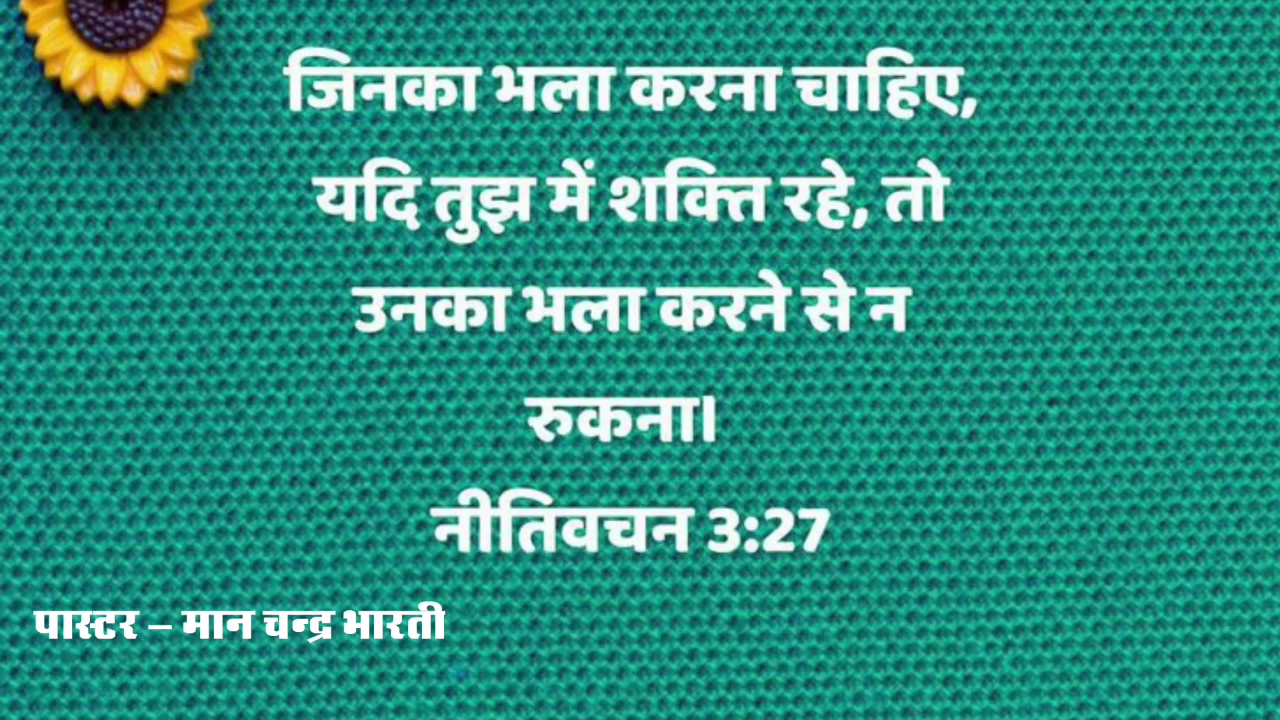 जिनका भला करना चाहिए,
यदि तुझ में शक्ति रहे, तो
उनका भला करने से न
रुकना।
नीतिवचन 3:27
पास्टर – मान चन्द्र भारती